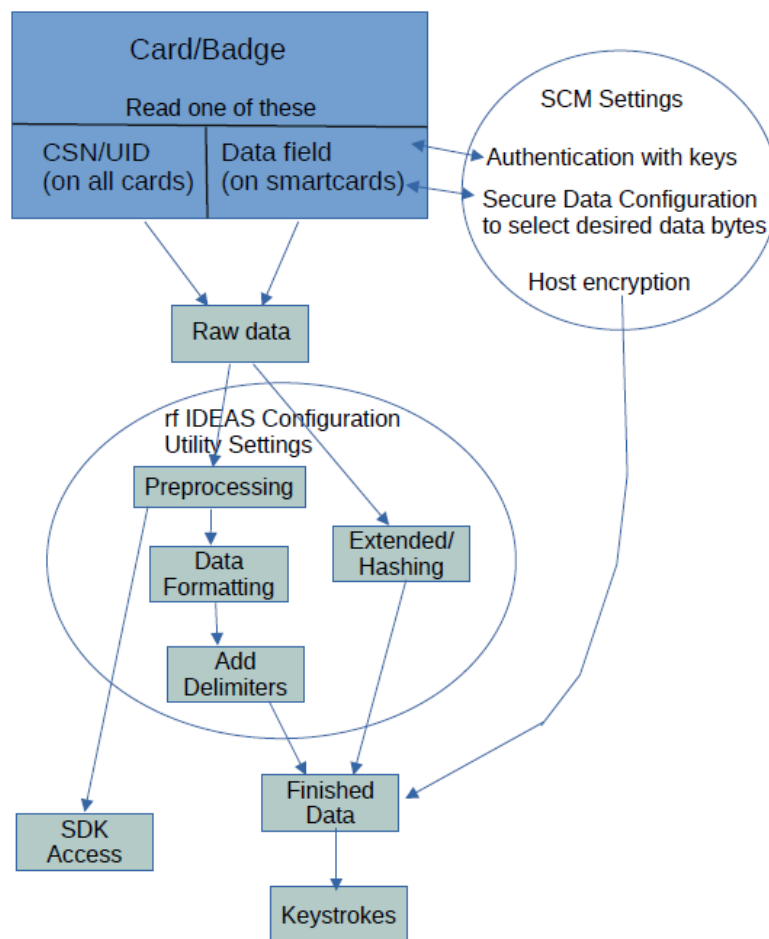 Card/Badge
Read one of these
CSN/UID
(on all cards)
Data field
(on smartcards)
SCM Settings
Authentication with keys
Secure Data Configuration
to select desired data bytes
Host encryption
Raw data
rf IDEAS Configuration
Utility Settings
Preprocessing
Data
Formatting
Extended/
Hashing
Add
Delimiters
Finished
Data
SDK
Access
Keystrokes